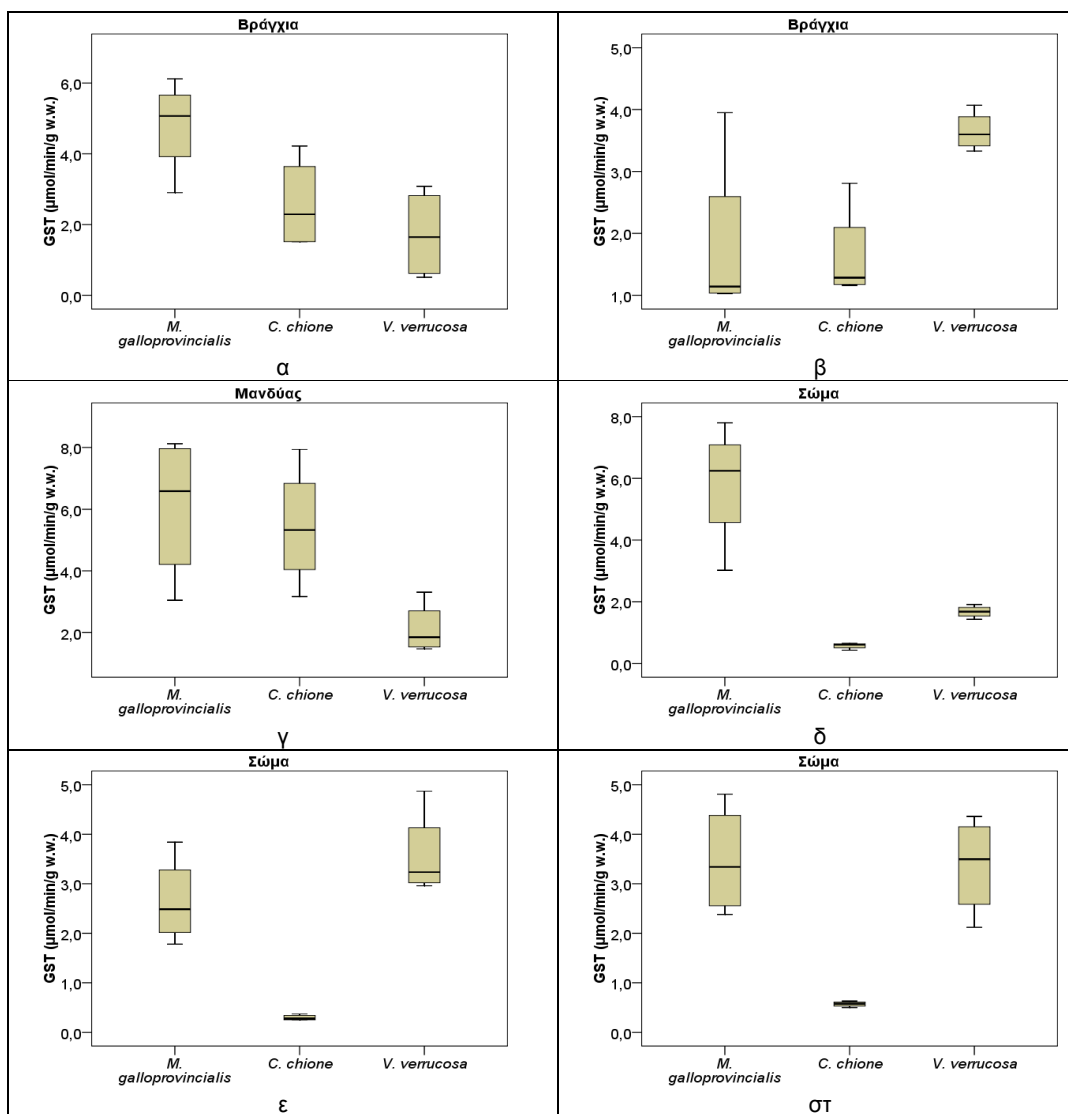 Βράγχια
GST (μmol/min/g w.w.)
6,0
4,0
2,0
0,0
M. galloprovincialis
C. chione
V. verrucosa
α
Βράγχια
GST (μmol/min/g w.w.)
5,0
4,0
3,0
2,0
1,0
M. galloprovincialis
C. chione
V. verrucosa
β
Μανδύας
GST (μmol/min/g w.w.)
8,0
6,0
4,0
2,0
M. galloprovincialis
C. chione
V. verrucosa
γ
Σώμα
GST (μmol/min/g w.w.)
8,0
6,0
4,0
2,0
0,0
M. galloprovincialis
C. chione
V. verrucosa
δ
Σώμα
GST (μmol/min/g w.w.)
5,0
4,0
3,0
2,0
1,0
0,0
M. galloprovincialis
C. chione
V. verrucosa
ε
Σώμα
GST (μmol/min/g w.w.)
5,0
4,0
3,0
2,0
1,0
0,0
M. galloprovincialis
C. chione
V. verrucosa
στ